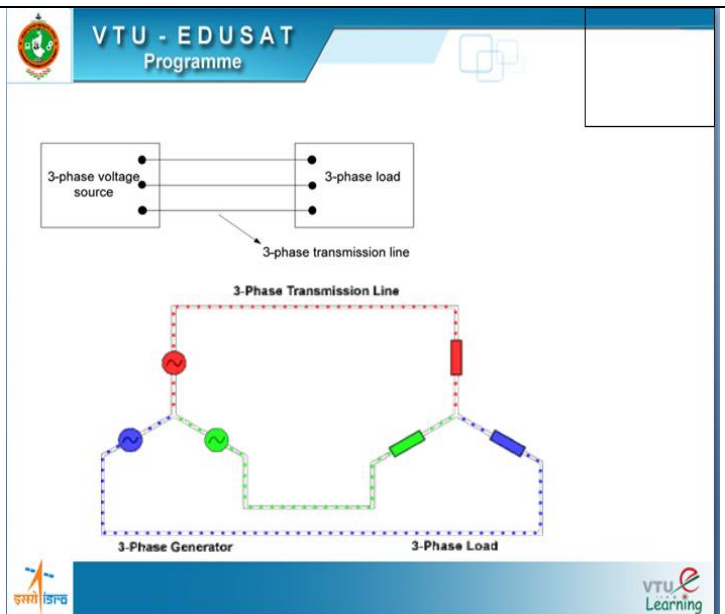 VTU - EDUSAT
Programme
3-phase voltage
source
3-phase load
3-phase transmission line
3-Phase Transmission Line
3-Phase Generator
3-Phase Load
इसरो isro
VTU e
Learning